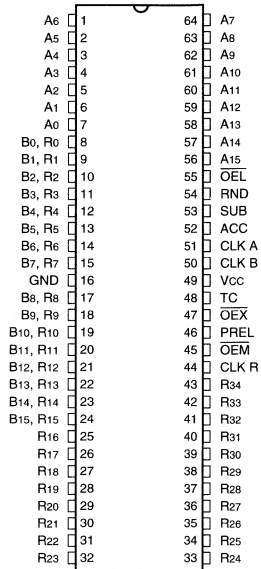 A6 1 64 A7
A5 2 63 A8
A4 3 62 A9
A3 4 61 A10
A2 5 60 A11
A1 6 59 A12
A0 7 58 A13
B0, R0 8 57 A14
B1, R1 9 56 A15
B2, R2 10 55 O̅E̅L̅
B3, R3 11 54 RND
B4, R4 12 53 SUB
B5, R5 13 52 ACC
B6, R6 14 51 CLK A
B7, R7 15 50 CLK B
GND 16 49 VCC
B8, R8 17 48 TC
B9, R9 18 47 O̅E̅X̅
B10, R10 19 46 PREL
B11, R11 20 45 O̅E̅M̅
B12, R12 21 44 CLK R
B13, R13 22 43 R34
B14, R14 23 42 R33
B15, R15 24 41 R32
R16 25 40 R31
R17 26 39 R30
R18 27 38 R29
R19 28 37 R28
R20 29 36 R27
R21 30 35 R26
R22 31 34 R25
R23 32 33 R24